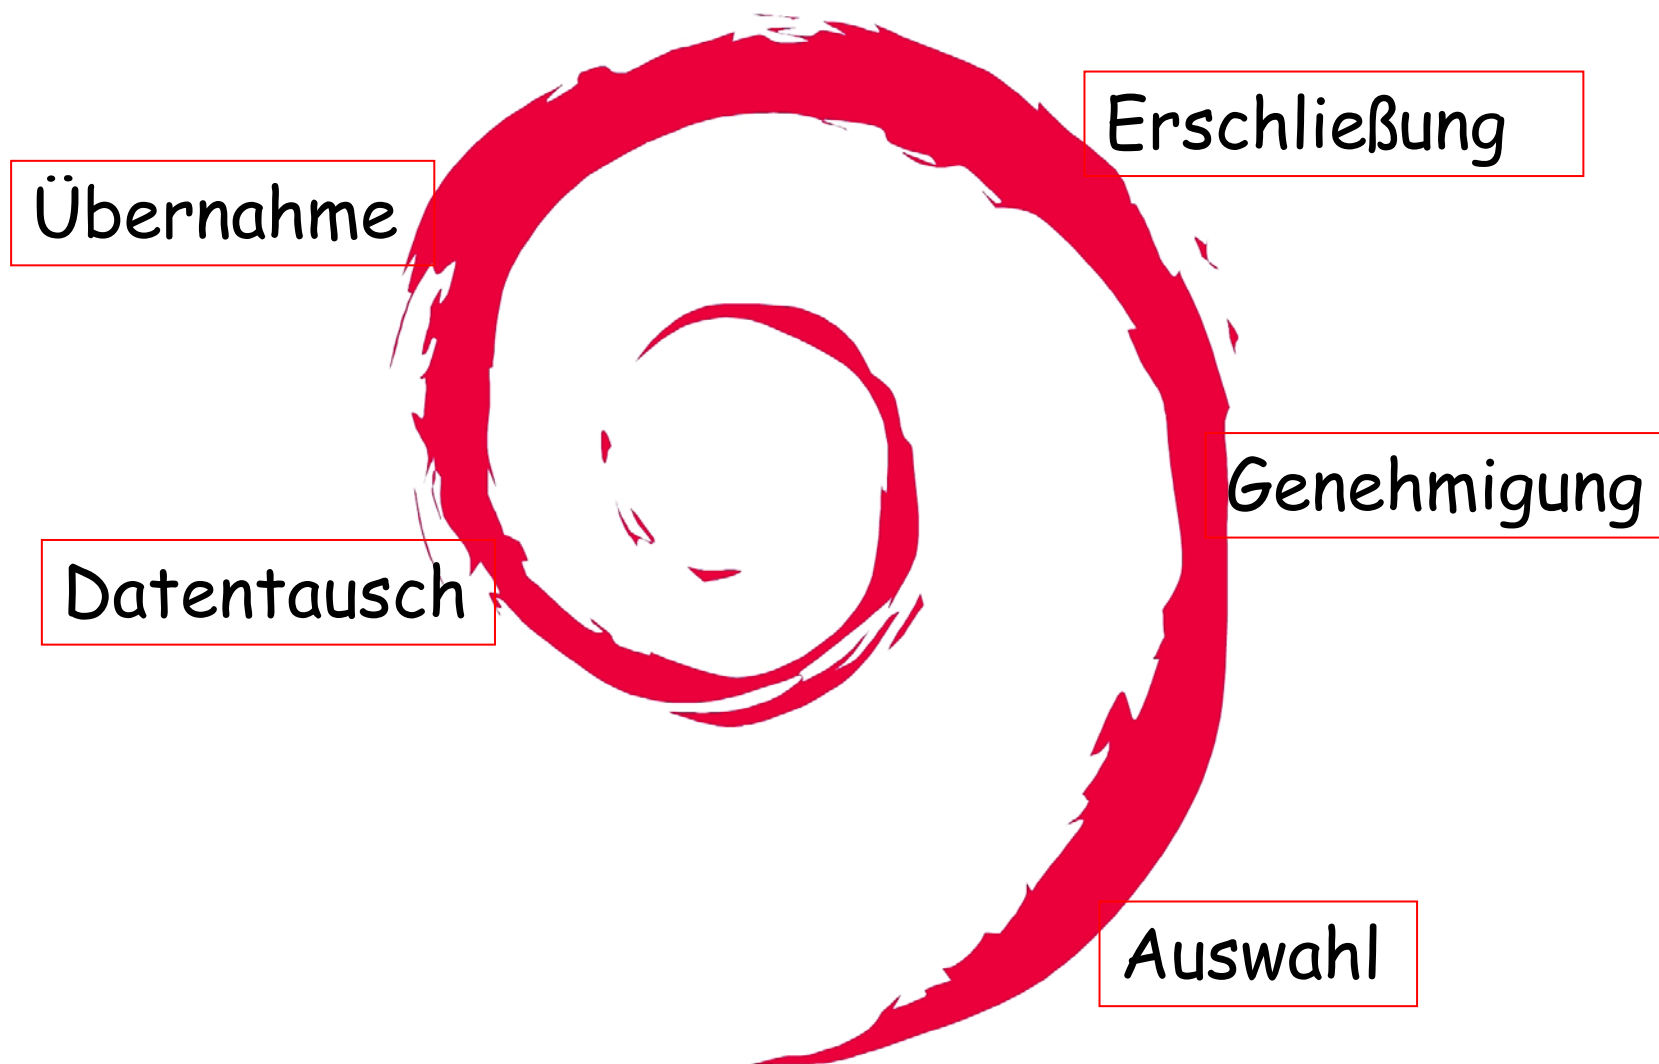 Erschließung
Übernahme
Genehmigung
Datentausch
Auswahl